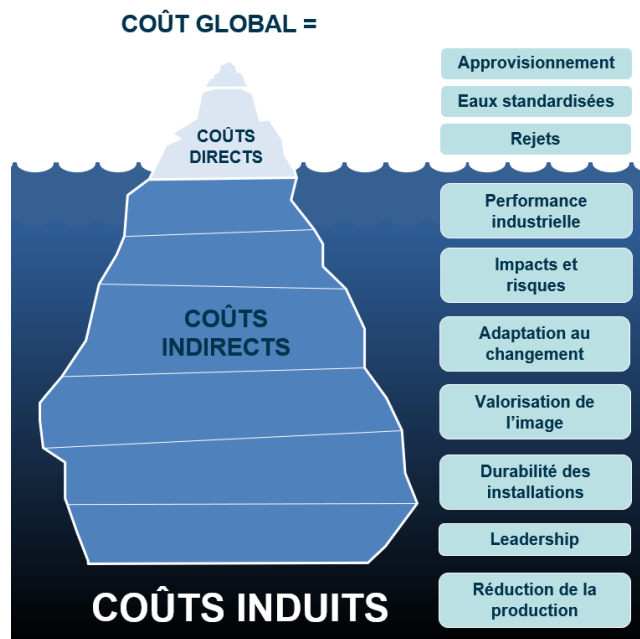 COÛT GLOBAL =
Approvisionnement
Eaux standardisées
Rejets
COÛTS
DIRECTS
Performance
industrielle
Impacts et
risques
COÛTS
INDIRECTS
Adaptation au
changement
Valorisation de
l’image
Durabilité des
installations
Leadership
Réduction de la
production
COÛTS INDUITS